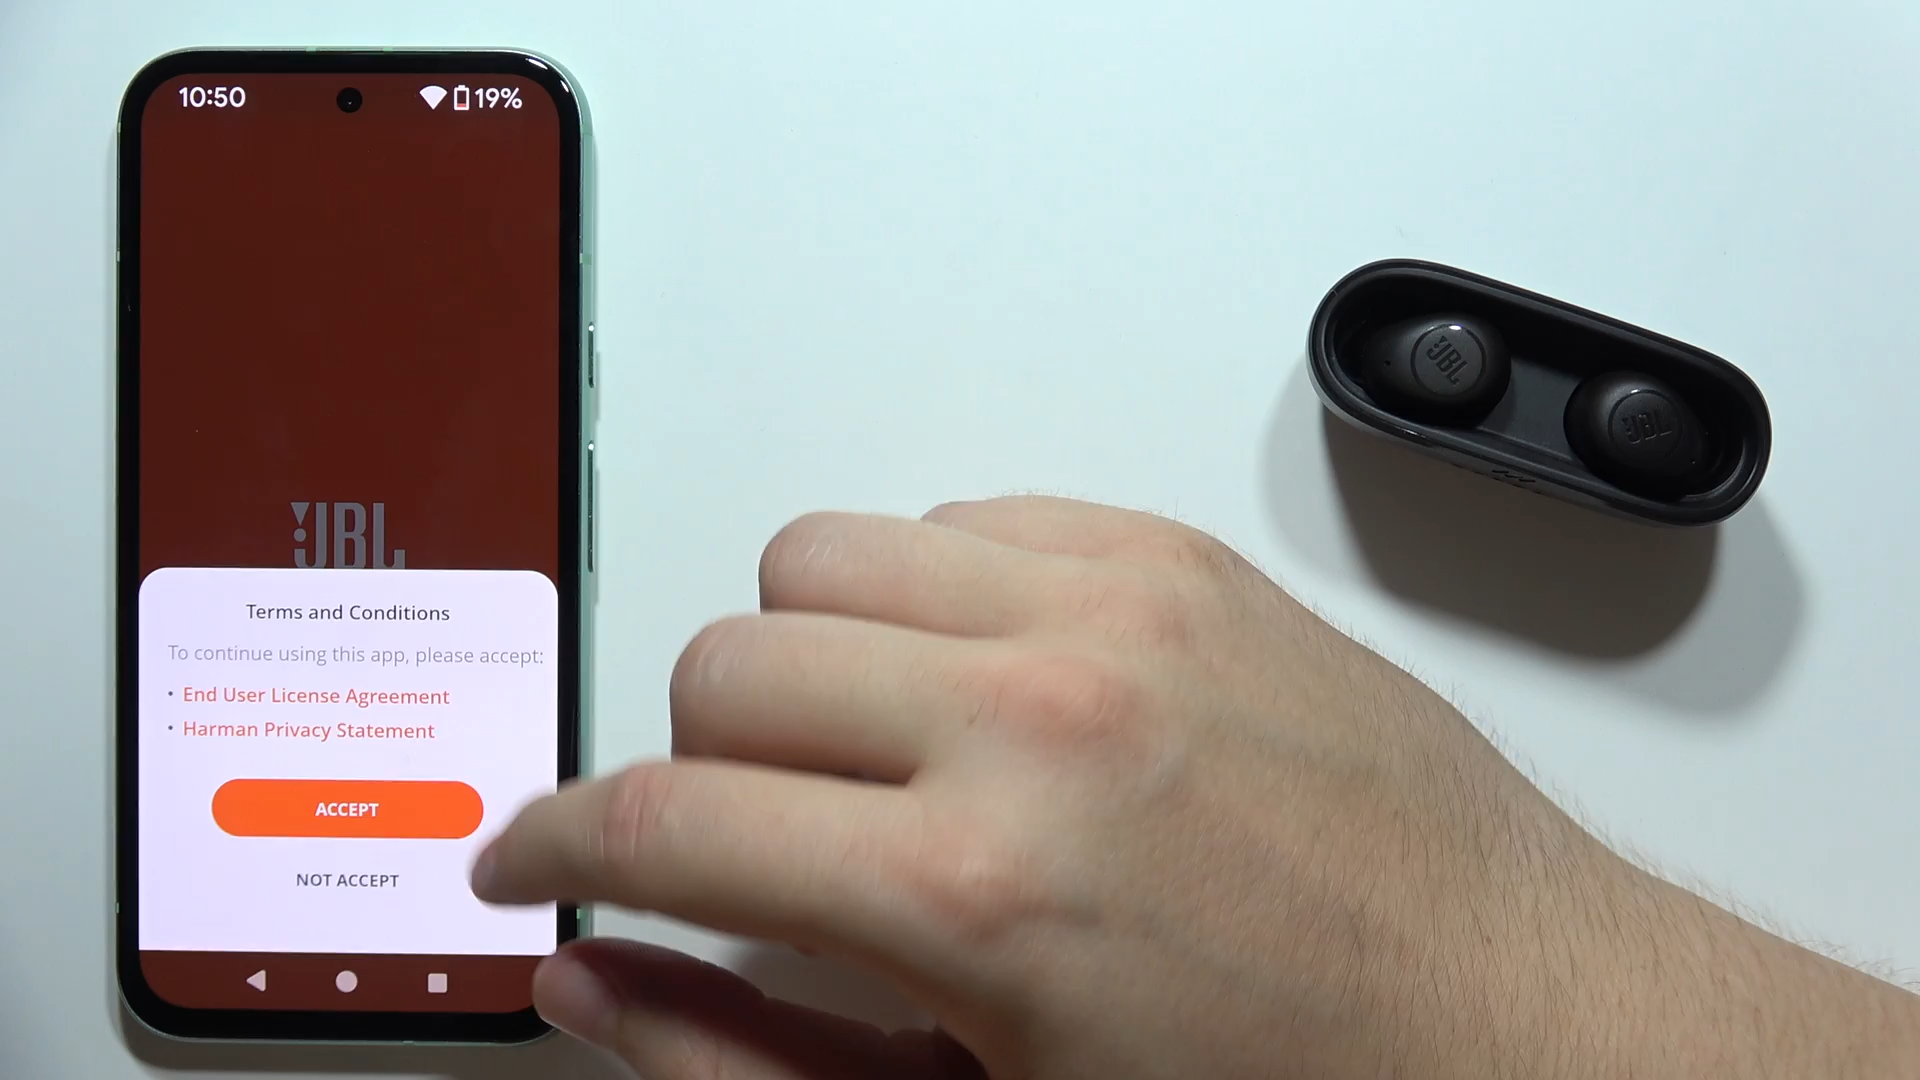 10:50
19%
JBL
Terms and Conditions
To continue using this app, please accept:
• End User License Agreement
• Harman Privacy Statement
ACCEPT
NOT ACCEPT
JBL
JBL